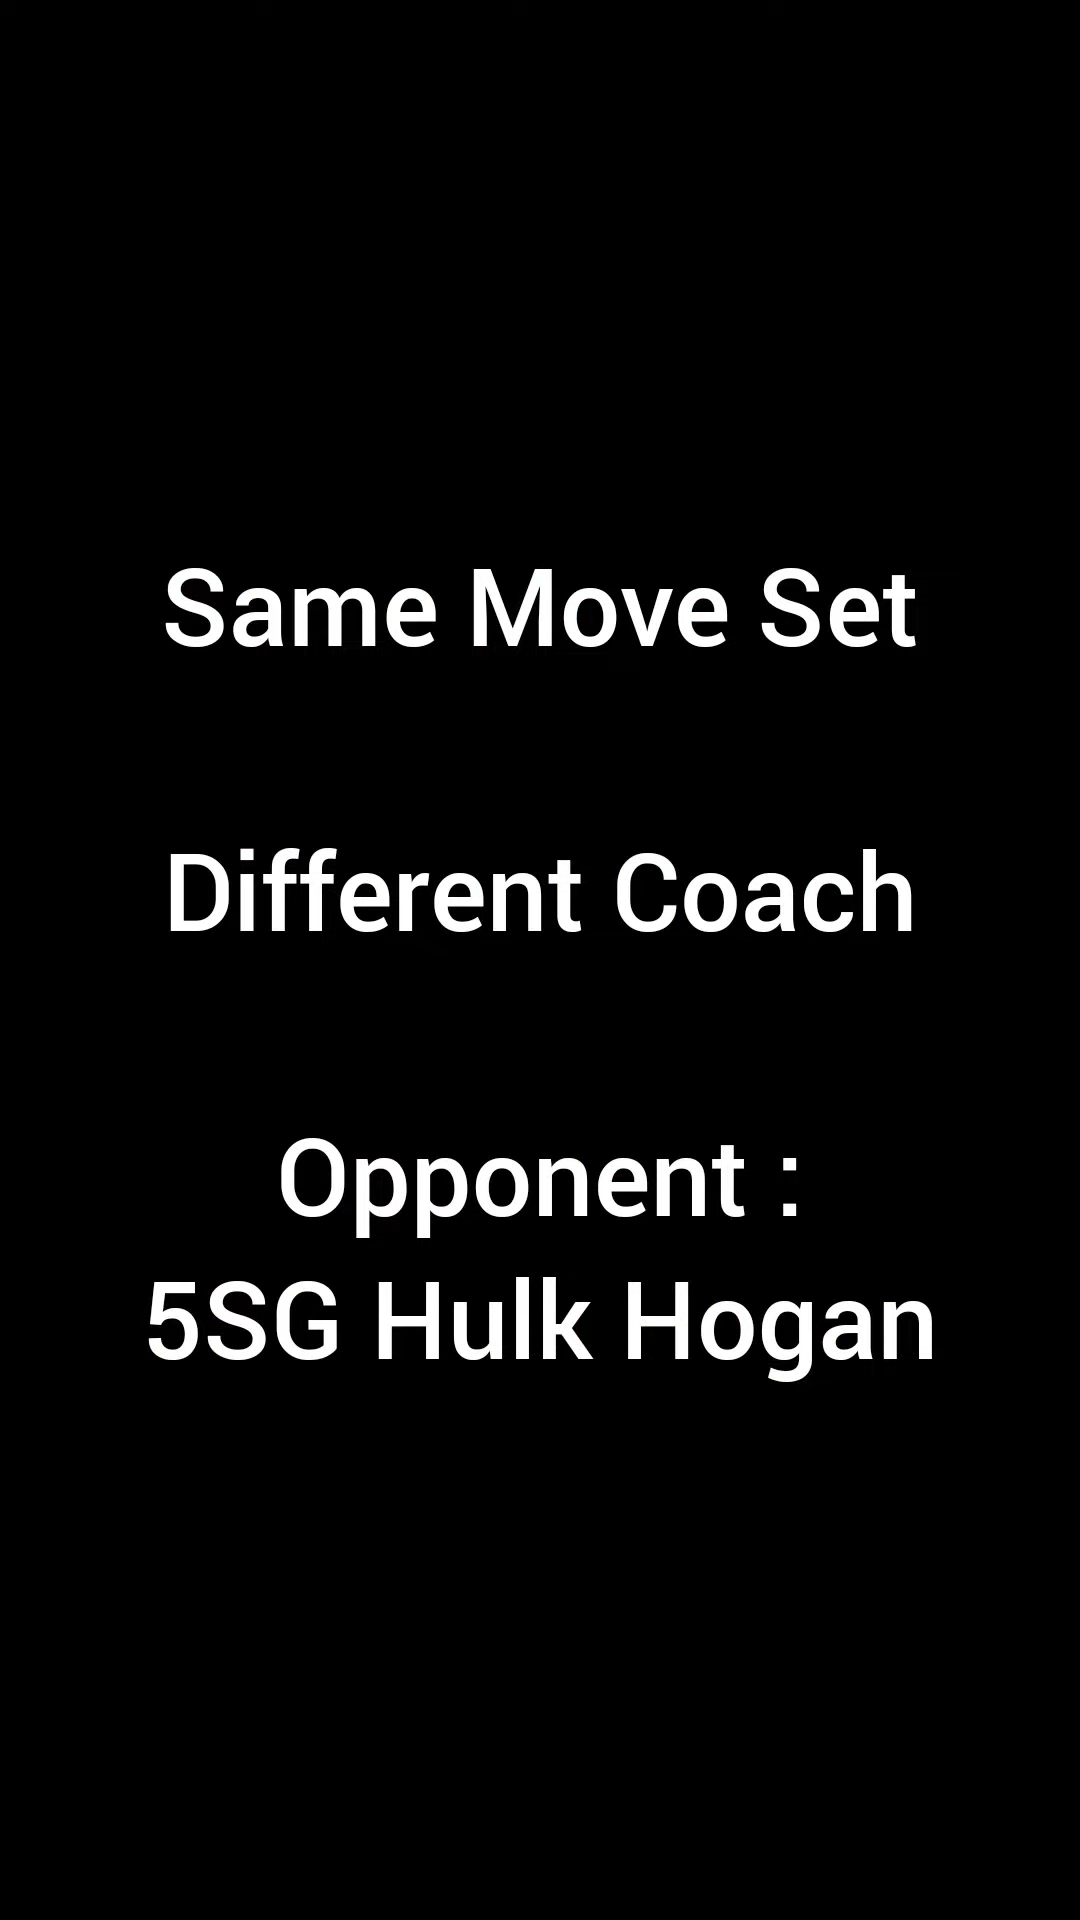 Same Move Set
Different Coach
Opponent :
5SG Hulk Hogan